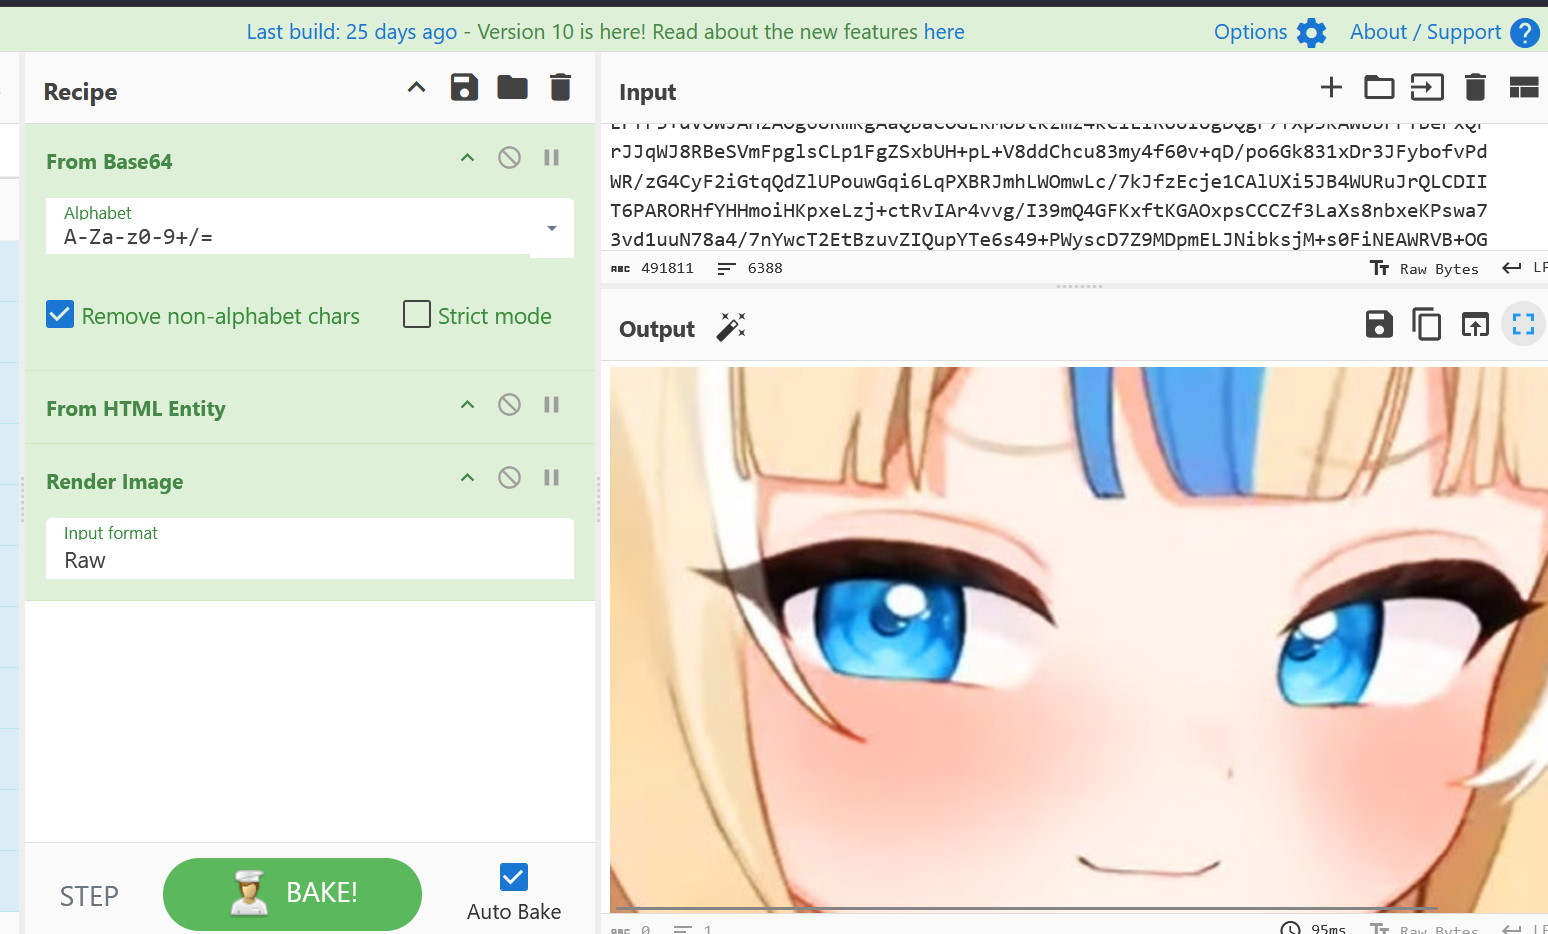 Last build: 25 days ago - Version 10 is here! Read about the new features here
Options
About / Support
Recipe
From Base64
Alphabet
A-Za-z0-9+/=
Remove non-alphabet chars
Strict mode
From HTML Entity
Render Image
Input format
Raw
STEP
BAKE!
Auto Bake
Input
rJJqWJ8RBeSVmFpglsCLp1FgZSxbUH+pL+V8ddChcu83my4f60v+qD/po6Gk831xDr3JFybofvPd
WR/zG4CyF2iGtqQdZlUPouwGqi6LqPXBRJmhLWOmwLc/7kJfzEcje1CAlUXi5JB4WURuJrQLCDII
T6PARORHfYHHmoiHKpxeLzj+ctRvIAr4vvg/I39mQ4GFKxftKGAOxpsCCCZf3LaXs8nbxeKPswa7
3vd1uuN78a4/7nYwcT2EtBzuvZIQupYTe6s49+PWyscD7Z9MDpmELJNibksjM+s0FiNEAWRVB+OG
ABC 491811
6388
Raw Bytes
LF
Output
ABC 0
1
95ms
Raw Bytes